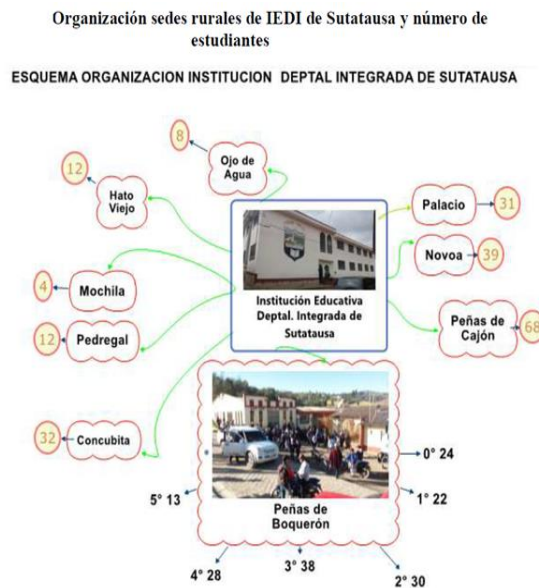 Organización sedes rurales de IEDI de Sutatausa y número de
estudiantes
ESQUEMA ORGANIZACION INSTITUCION DEPTAL INTEGRADA DE SUTATAUSA
8
Ojo de
Agua
12
Hato
Viejo
Palacio
31
Novoa
39
4
Mochila
Institución Educativa
Deptal. Integrada de
Sutatausa
12
Pedregal
Peñas de
Cajón
68
32
Concubita
0° 24
5° 13
1° 22
Peñas de
Boquerón
4° 28
3° 38
2° 30